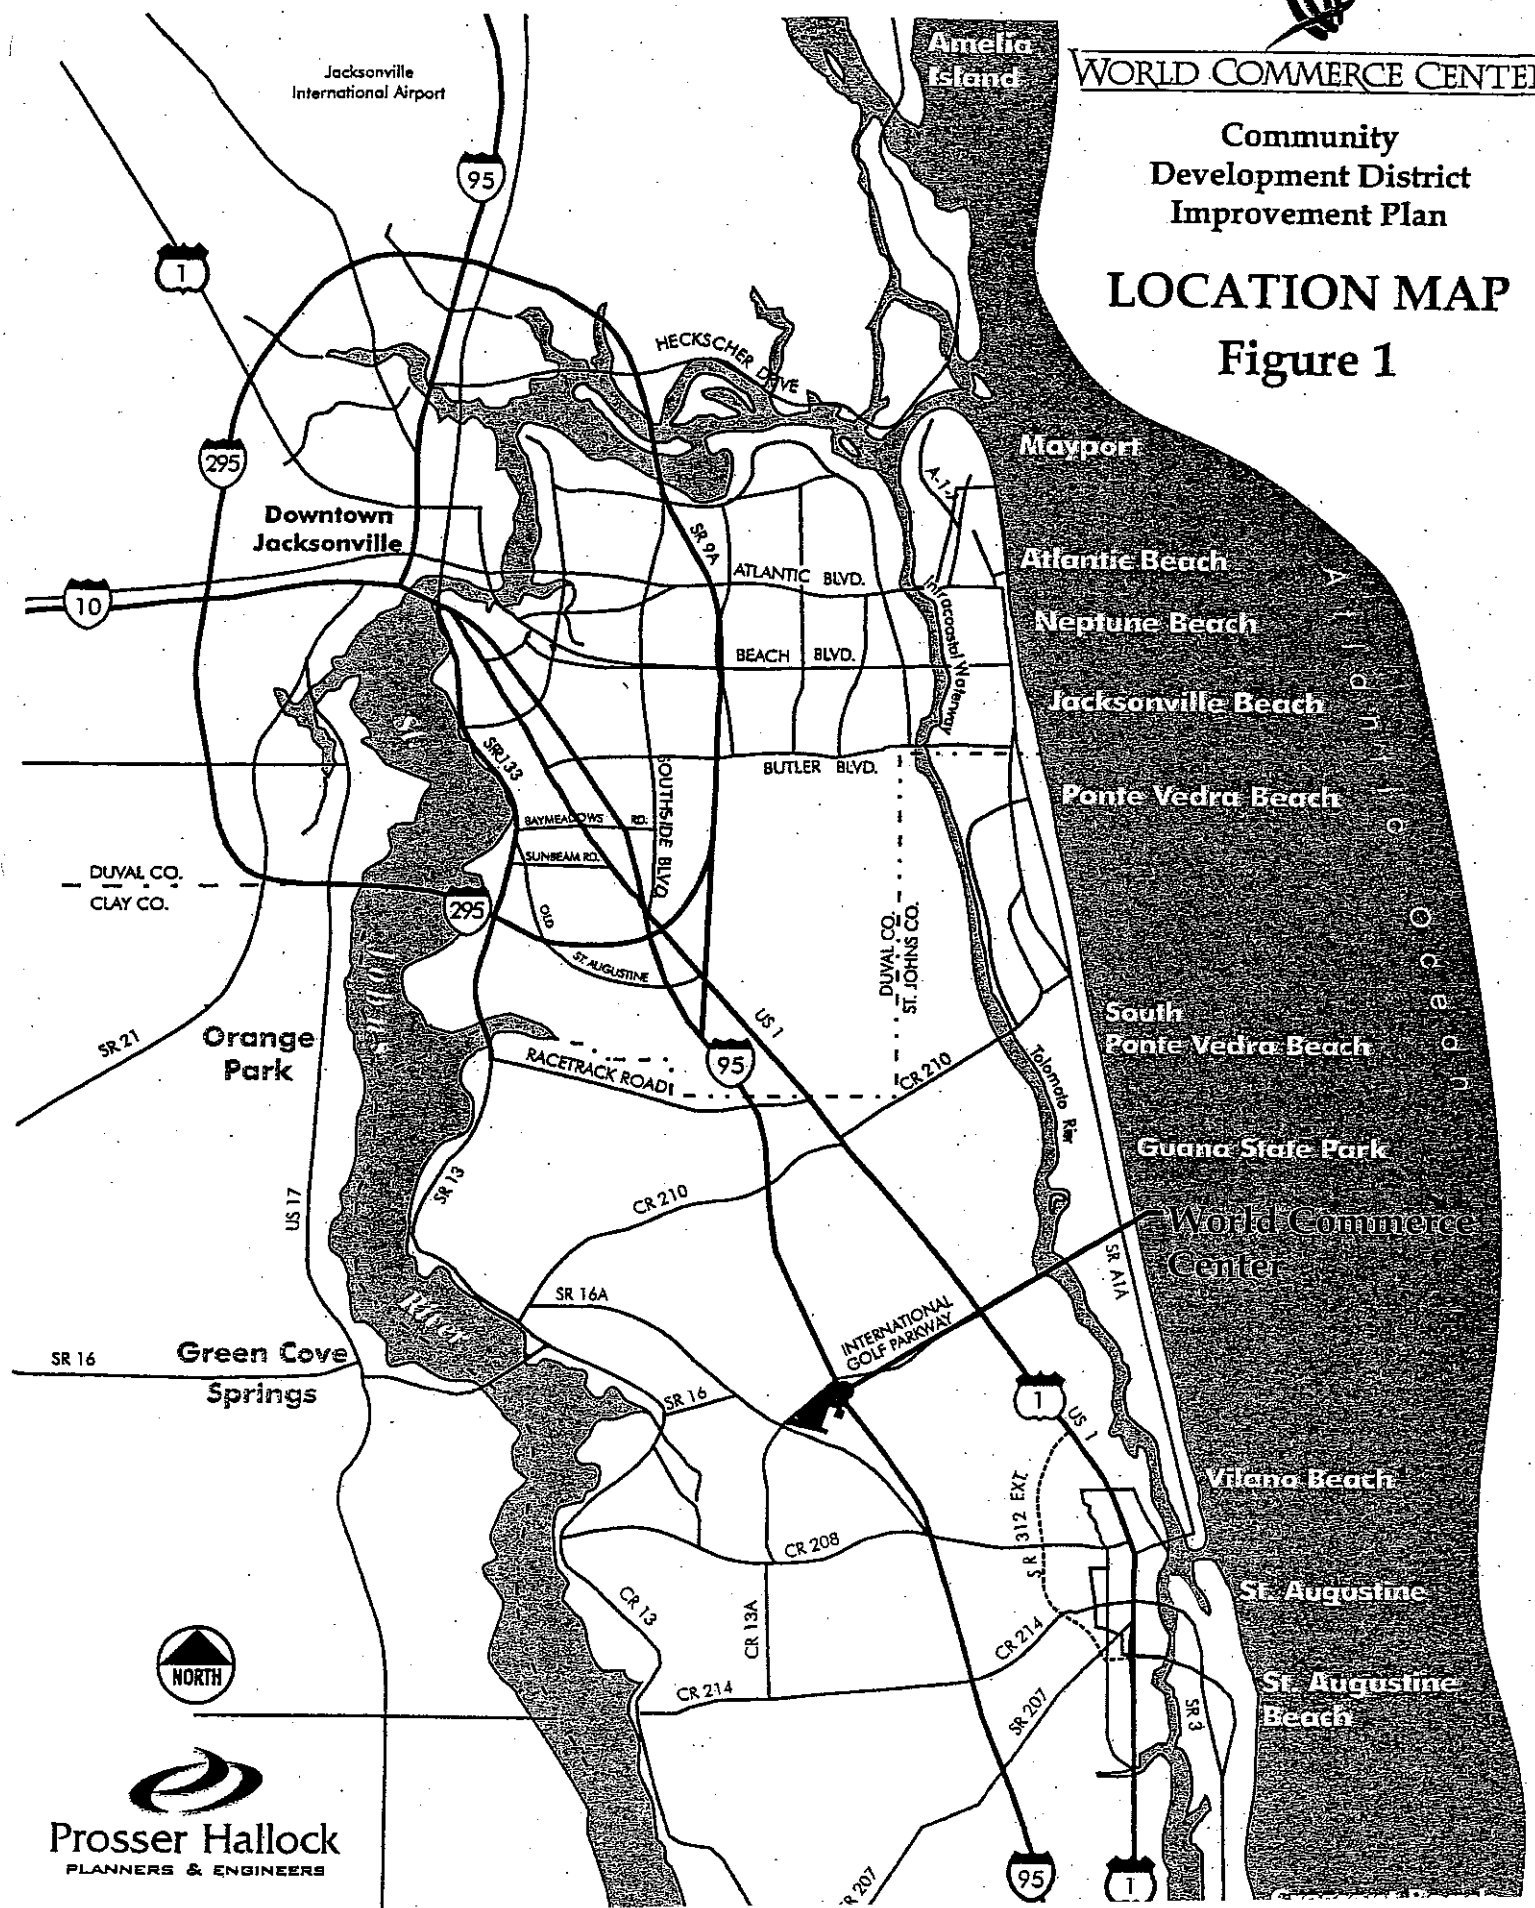 Amelia
Island
WORLD COMMERCE CENTER
Community
Development District
Improvement Plan
LOCATION MAP
Figure 1
Jacksonville
International Airport
95
1
HECKSCHER DRIVE
295
Mayport
A-1-A
Downtown
Jacksonville
SR 9A
Atlantic Beach
ATLANTIC BLVD.
10
Intracoastal Waterway
Neptune Beach
BEACH BLVD.
Jacksonville Beach
Atlantic Ocean
St. Johns River
SR 133
SOUTHSIDE BLVD.
BUTLER BLVD.
Ponte Vedra Beach
BAYMEADOWS RD.
SUNBEAM RD.
DUVAL CO.
CLAY CO.
295
OLD
ST. AUGUSTINE
DUVAL CO.
ST. JOHNS CO.
US 1
South
Ponte Vedra Beach
SR 21
Orange
Park
RACETRACK ROAD
95
CR 210
Tolomato River
Guana State Park
SR 13
CR 210
US 17
World Commerce
Center
SR A1A
SR 16A
INTERNATIONAL
GOLF PARKWAY
SR 16
Green Cove
Springs
SR 16
1
US 1
Vilano Beach
SR 312 EXT.
CR 208
St. Augustine
CR 13
CR 13A
CR 214
NORTH
CR 214
SR 207
St. Augustine
Beach
SR 3
Prosser Hallock
PLANNERS & ENGINEERS
R 207
95
1